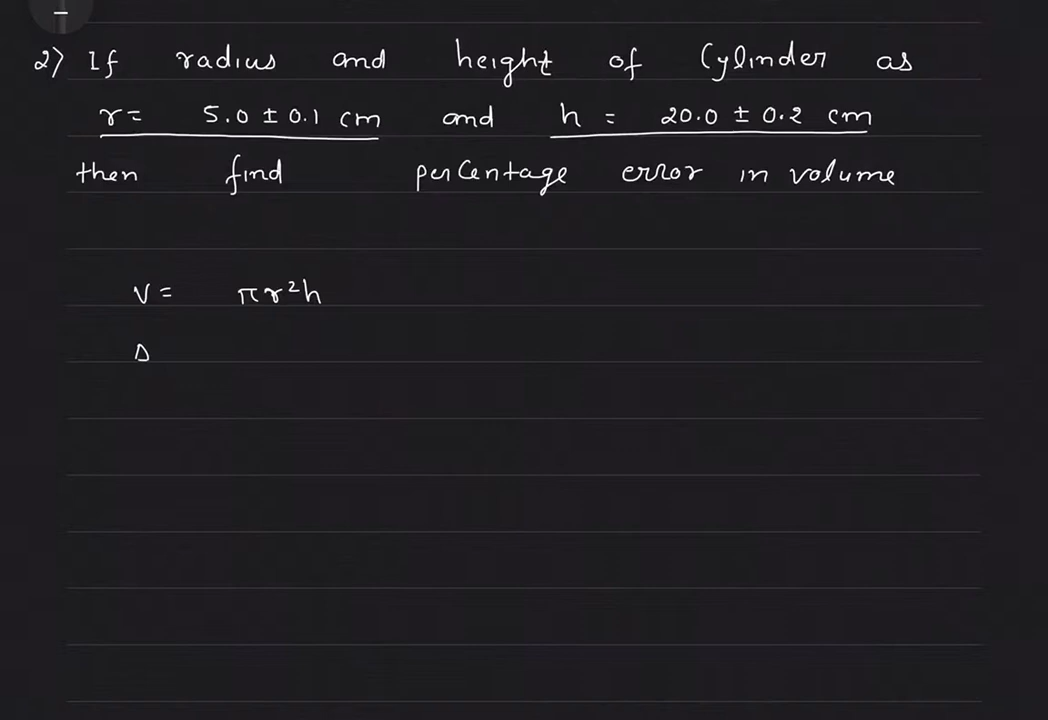 2) If radius and height of Cylinder as
r = 5.0 ± 0.1 cm and h = 20.0 ± 0.2 cm
then find percentage error in volume
V = πr²h
Δ